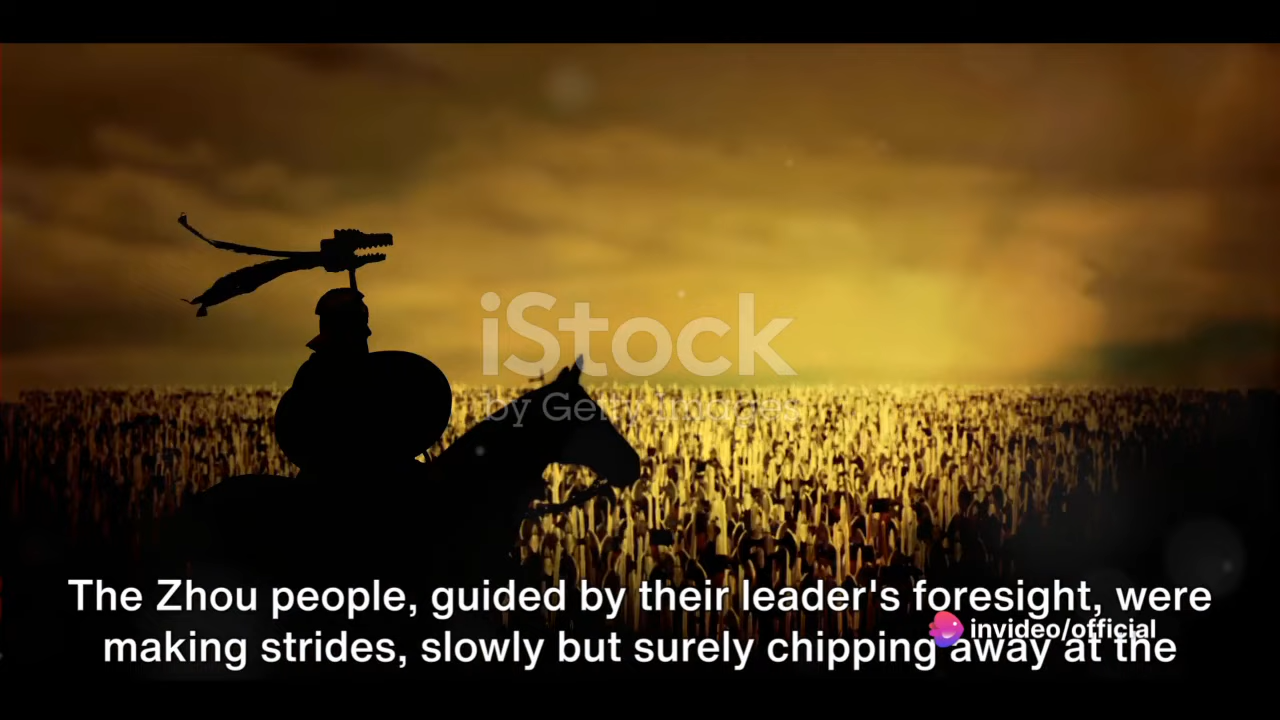 iStock
by Getty Images
The Zhou people, guided by their leader's foresight, were
invideo/official
making strides, slowly but surely chipping away at the